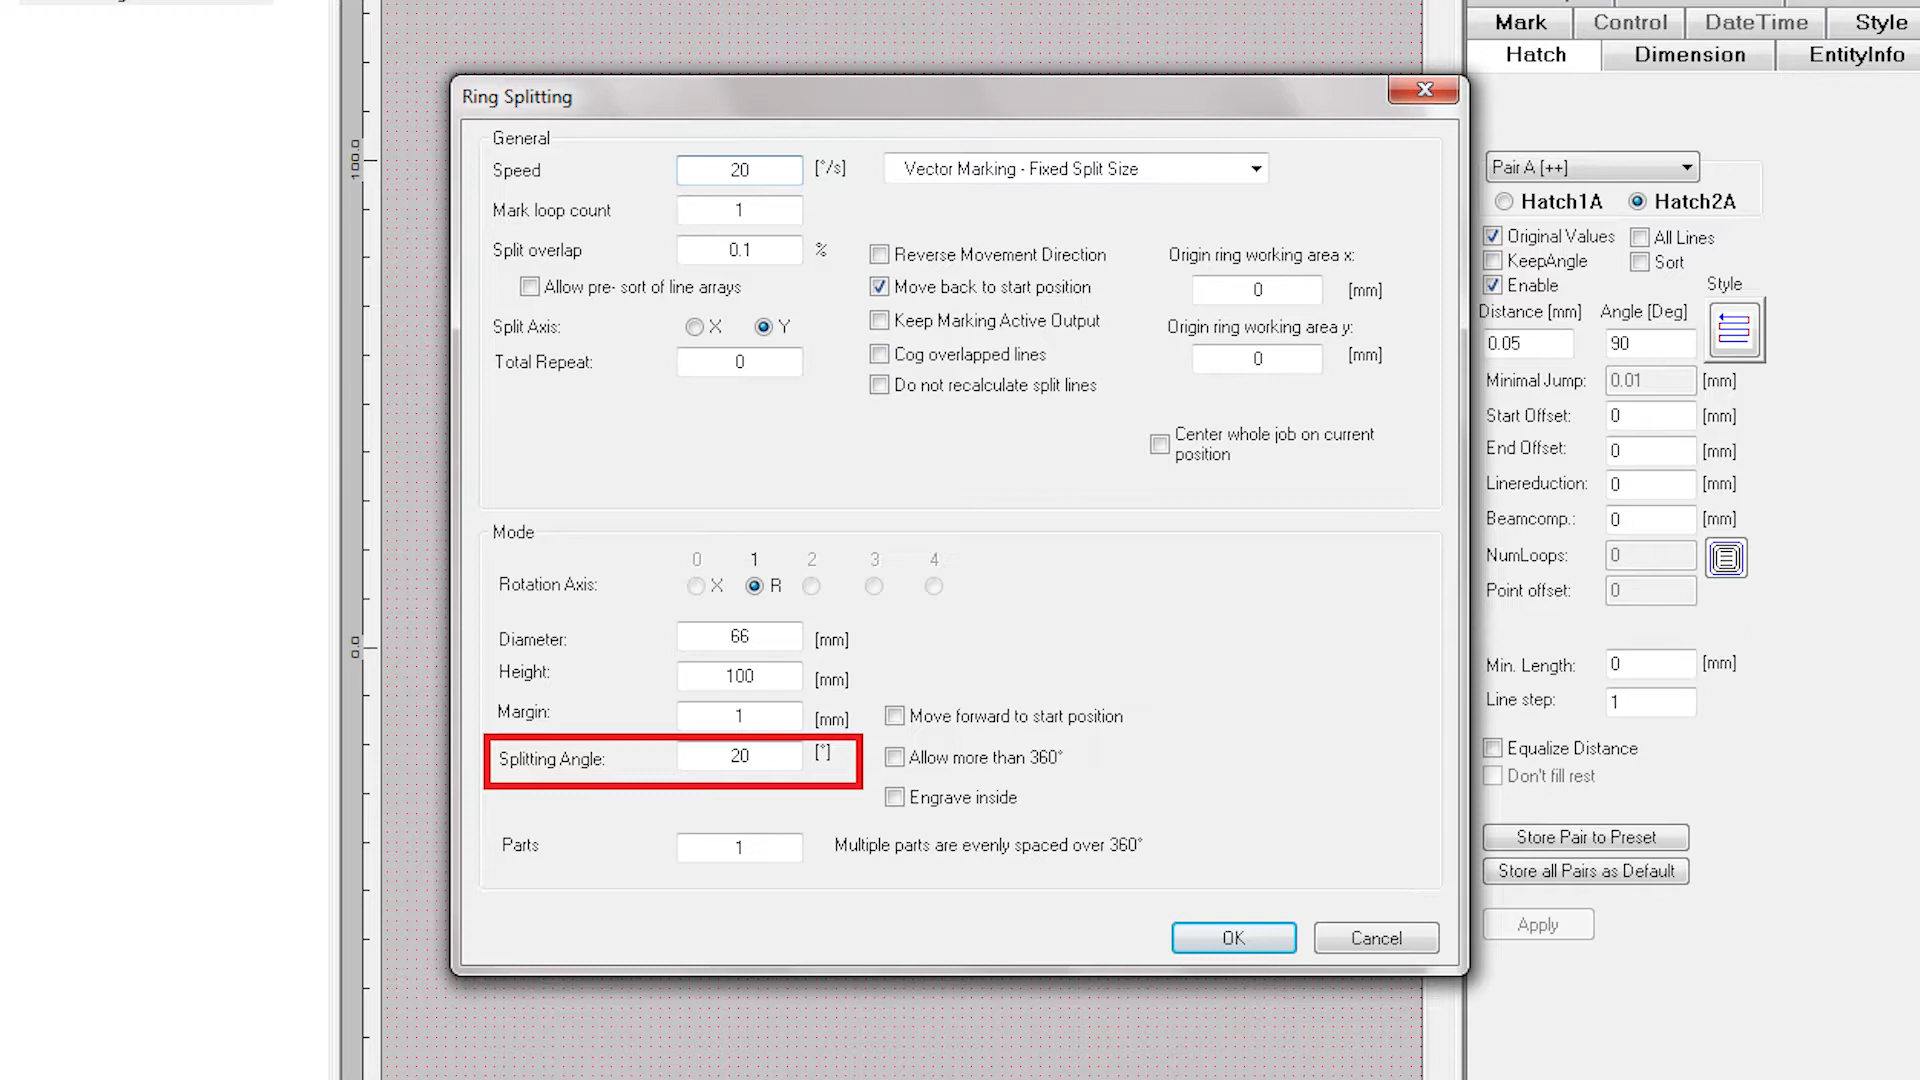 Mark Control DateTime Style
Hatch Dimension EntityInfo
Ring Splitting
General
Speed 20 [°/s] Vector Marking - Fixed Split Size
Mark loop count 1
Split overlap 0.1 %
Allow pre- sort of line arrays
Split Axis: X Y
Total Repeat: 0
Reverse Movement Direction
Move back to start position
Keep Marking Active Output
Cog overlapped lines
Do not recalculate split lines
Origin ring working area x:
0 [mm]
Origin ring working area y:
0 [mm]
Center whole job on current
position
Mode
0 1 2 3 4
Rotation Axis: X R
Diameter: 66 [mm]
Height: 100 [mm]
Margin: 1 [mm]
Splitting Angle: 20 [°]
Move forward to start position
Allow more than 360°
Engrave inside
Parts 1 Multiple parts are evenly spaced over 360°
OK Cancel
100.0
0.0
Pair A [++]
Hatch1A Hatch2A
Original Values All Lines
KeepAngle Sort
Enable Style
Distance [mm] Angle [Deg]
0.05 90
Minimal Jump: 0.01 [mm]
Start Offset: 0 [mm]
End Offset: 0 [mm]
Linereduction: 0 [mm]
Beamcomp.: 0 [mm]
NumLoops: 0
Point offset: 0
Min. Length: 0 [mm]
Line step: 1
Equalize Distance
Don't fill rest
Store Pair to Preset
Store all Pairs as Default
Apply